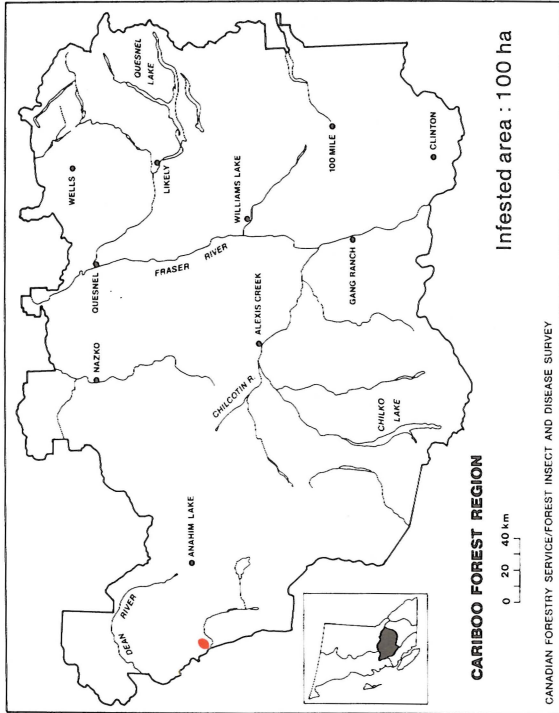 QUESNEL
LAKE
WELLS
LIKELY
QUESNEL
NAZKO
FRASER
RIVER
WILLIAMS LAKE
100 MILE
ALEXIS CREEK
CHILCOTIN R.
ANAHIM LAKE
DEAN
RIVER
GANG RANCH
CLINTON
CHILKO
LAKE
CARIBOO FOREST REGION
0 20 40 km
Infested area : 100 ha
CANADIAN FORESTRY SERVICE/FOREST INSECT AND DISEASE SURVEY